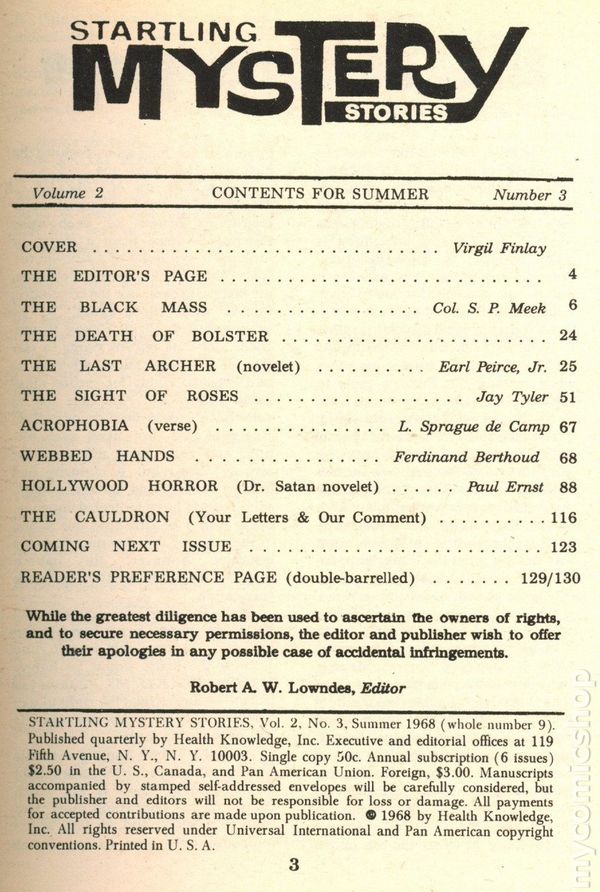 STARTLING
MYSTERY
STORIES
Volume 2 CONTENTS FOR SUMMER Number 3
COVER ................................ Virgil Finlay
THE EDITOR'S PAGE .............................. 4
THE BLACK MASS ................. Col. S. P. Meek 6
THE DEATH OF BOLSTER ......................... 24
THE LAST ARCHER (novelet) .......... Earl Peirce, Jr. 25
THE SIGHT OF ROSES ................... Jay Tyler 51
ACROPHOBIA (verse) ............... L. Sprague de Camp 67
WEBBED HANDS ................ Ferdinand Berthoud 68
HOLLYWOOD HORROR (Dr. Satan novelet) ...... Paul Ernst 88
THE CAULDRON (Your Letters & Our Comment) .......... 116
COMING NEXT ISSUE ............................ 123
READER'S PREFERENCE PAGE (double-barrelled) ....... 129/130
While the greatest diligence has been used to ascertain the owners of rights,
and to secure necessary permissions, the editor and publisher wish to offer
their apologies in any possible case of accidental infringements.
Robert A. W. Lowndes, Editor
STARTLING MYSTERY STORIES, Vol. 2, No. 3, Summer 1968 (whole number 9).
Published quarterly by Health Knowledge, Inc. Executive and editorial offices at 119
Fifth Avenue, N. Y., N. Y. 10003. Single copy 50c. Annual subscription (6 issues)
$2.50 in the U. S., Canada, and Pan American Union. Foreign, $3.00. Manuscripts
accompanied by stamped self-addressed envelopes will be carefully considered, but
the publisher and editors will not be responsible for loss or damage. All payments
for accepted contributions are made upon publication. © 1968 by Health Knowledge,
Inc. All rights reserved under Universal International and Pan American copyright
conventions. Printed in U. S. A.
3
mycomicshop